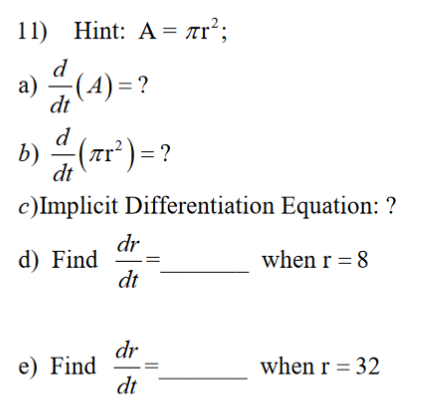 11) Hint: A = πr²;
a) d/dt (A) = ?
b) d/dt (πr²) = ?
c)Implicit Differentiation Equation: ?
d) Find dr/dt = ________ when r = 8
e) Find dr/dt = ________ when r = 32